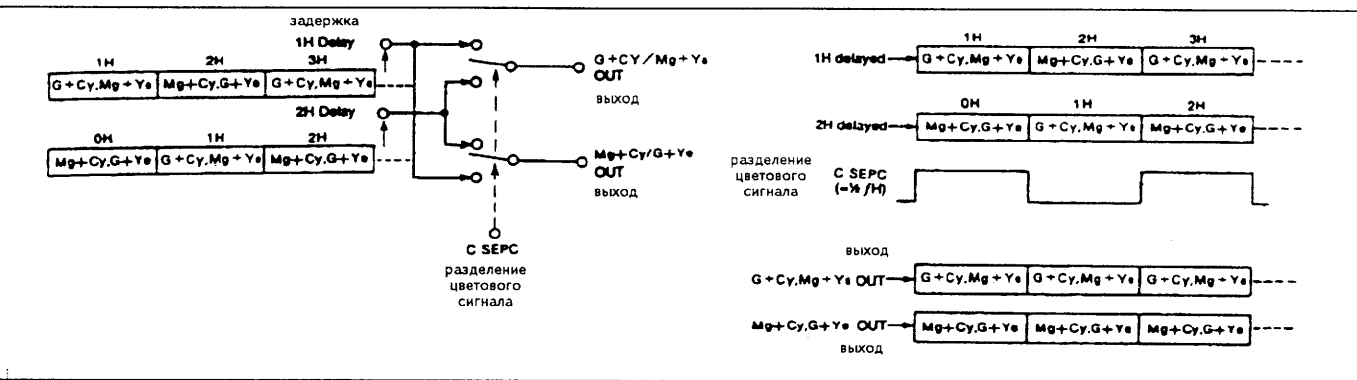 задержка
1H Delay
1H 2H 3H
G+Cy,Mg+Ye Mg+Cy,G+Ye G+Cy,Mg+Ye
2H Delay
0H 1H 2H
Mg+Cy,G+Ye G+Cy,Mg+Ye Mg+Cy,G+Ye
G+CY/Mg+Ye
OUT
выход
Mg+Cy/G+Ye
OUT
выход
C SEPC
разделение
цветового
сигнала
1H 2H 3H
1H delayed G+Cy,Mg+Ye Mg+Cy,G+Ye G+Cy,Mg+Ye
0H 1H 2H
2H delayed Mg+Cy,G+Ye G+Cy,Mg+Ye Mg+Cy,G+Ye
разделение
цветового
сигнала
C SEPC
(=½ fH)
выход
G+Cy,Mg+Ye OUT G+Cy,Mg+Ye G+Cy,Mg+Ye G+Cy,Mg+Ye
Mg+Cy,G+Ye OUT Mg+Cy,G+Ye Mg+Cy,G+Ye Mg+Cy,G+Ye
выход